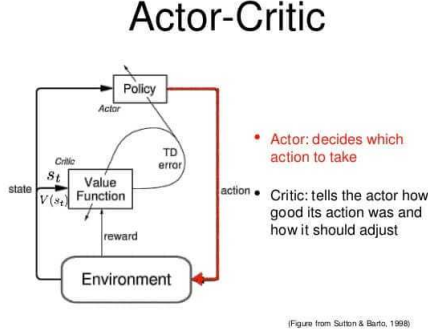 Actor-Critic
Policy
Actor
TD
error
Critic
Sₜ
state
V(sₜ)
Value
Function
action
reward
Environment
• Actor: decides which
action to take
• Critic: tells the actor how
good its action was and
how it should adjust
(Figure from Sutton & Barto, 1998)